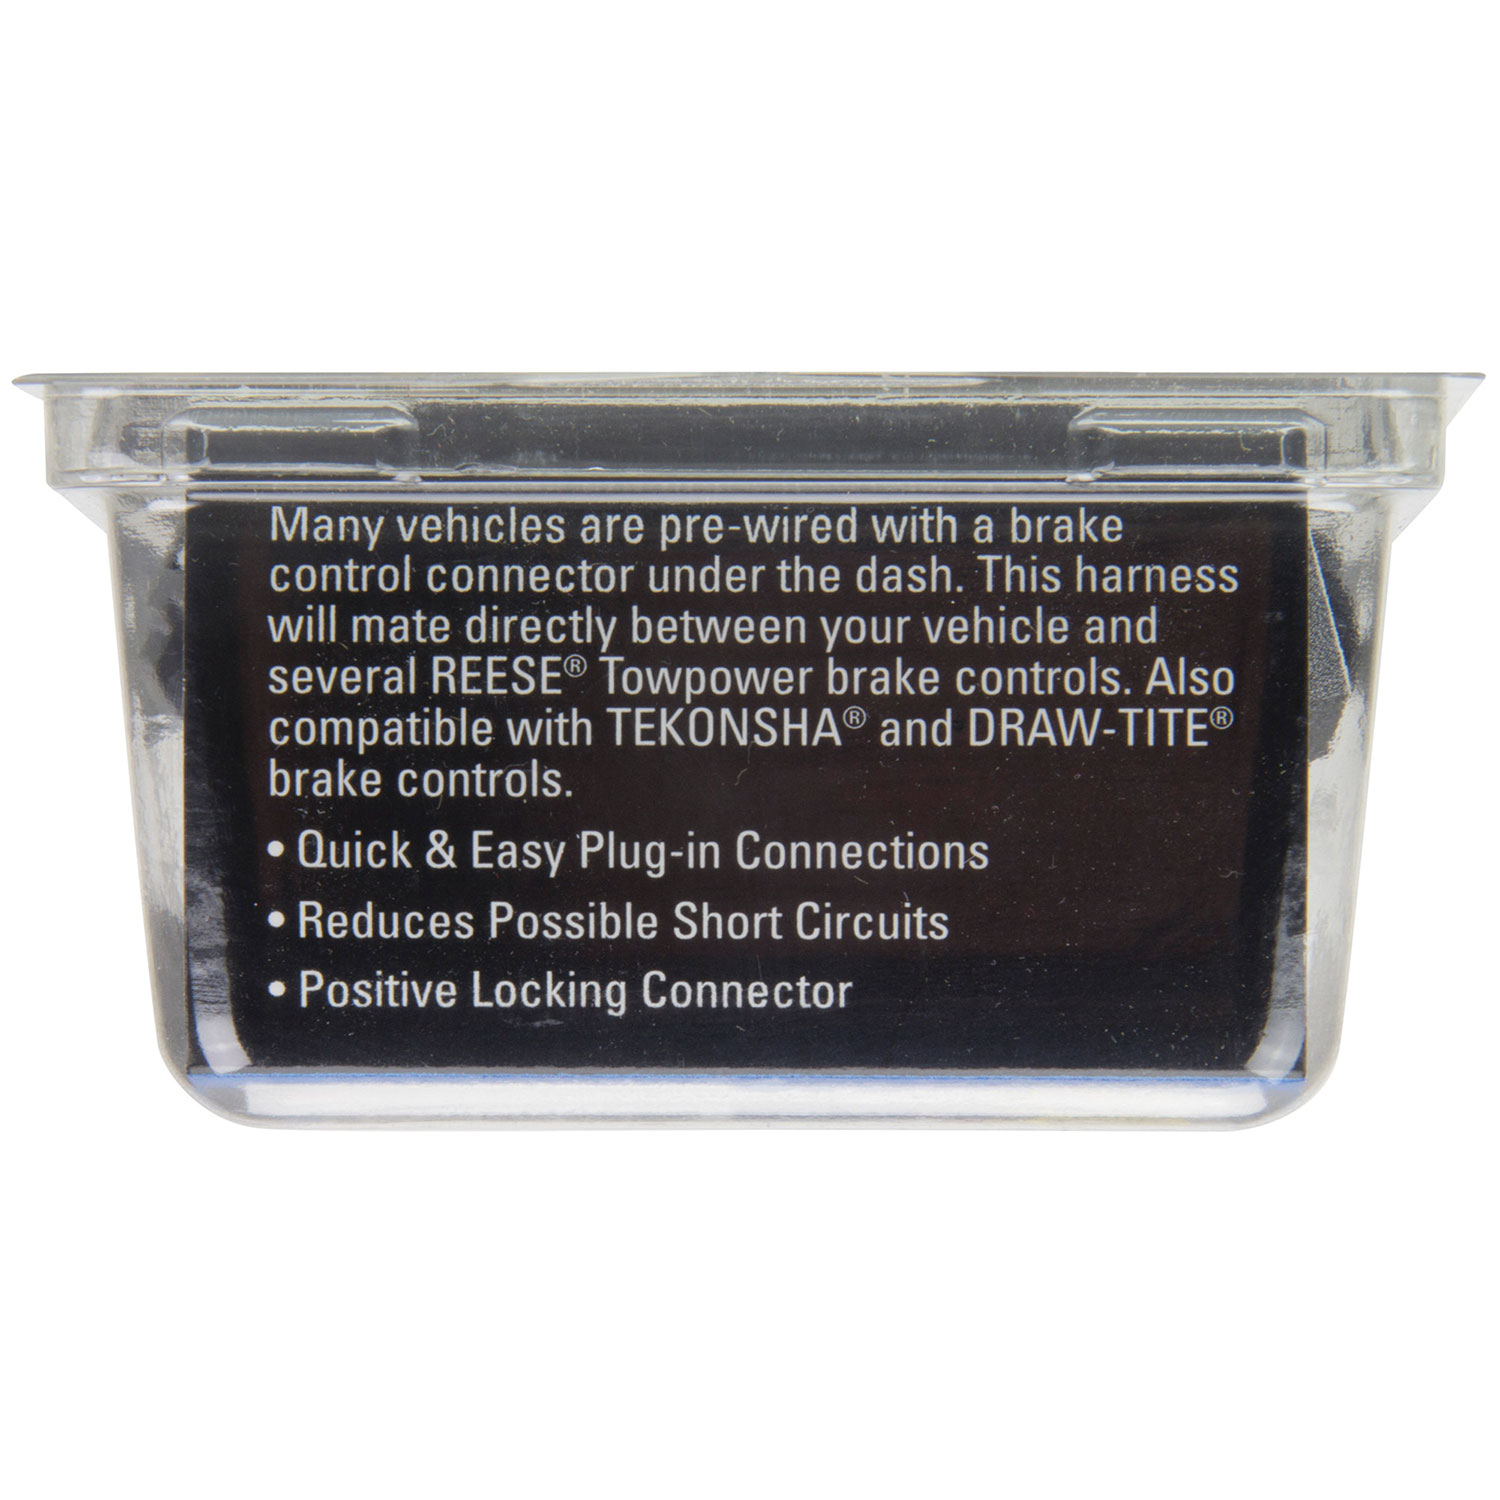 Many vehicles are pre-wired with a brake
control connector under the dash. This harness
will mate directly between your vehicle and
several REESE® Towpower brake controls. Also
compatible with TEKONSHA® and DRAW-TITE®
brake controls.
• Quick & Easy Plug-in Connections
• Reduces Possible Short Circuits
• Positive Locking Connector